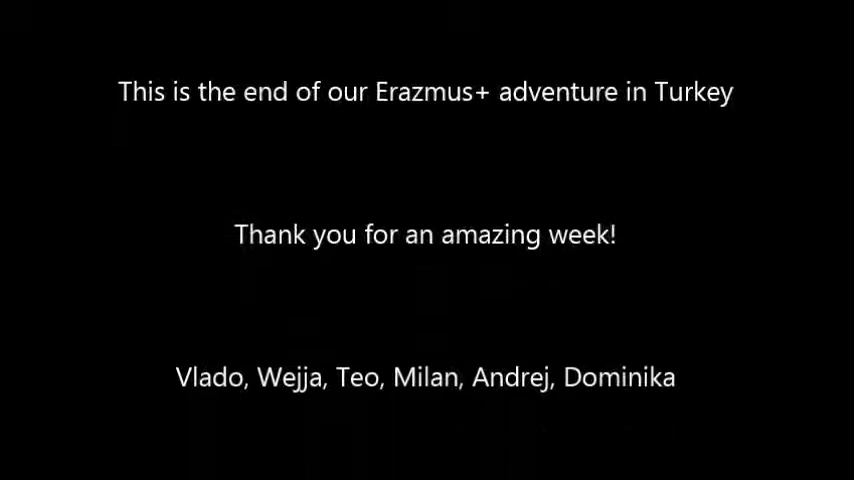 This is the end of our Erazmus+ adventure in Turkey
Thank you for an amazing week!
Vlado, Wejja, Teo, Milan, Andrej, Dominika